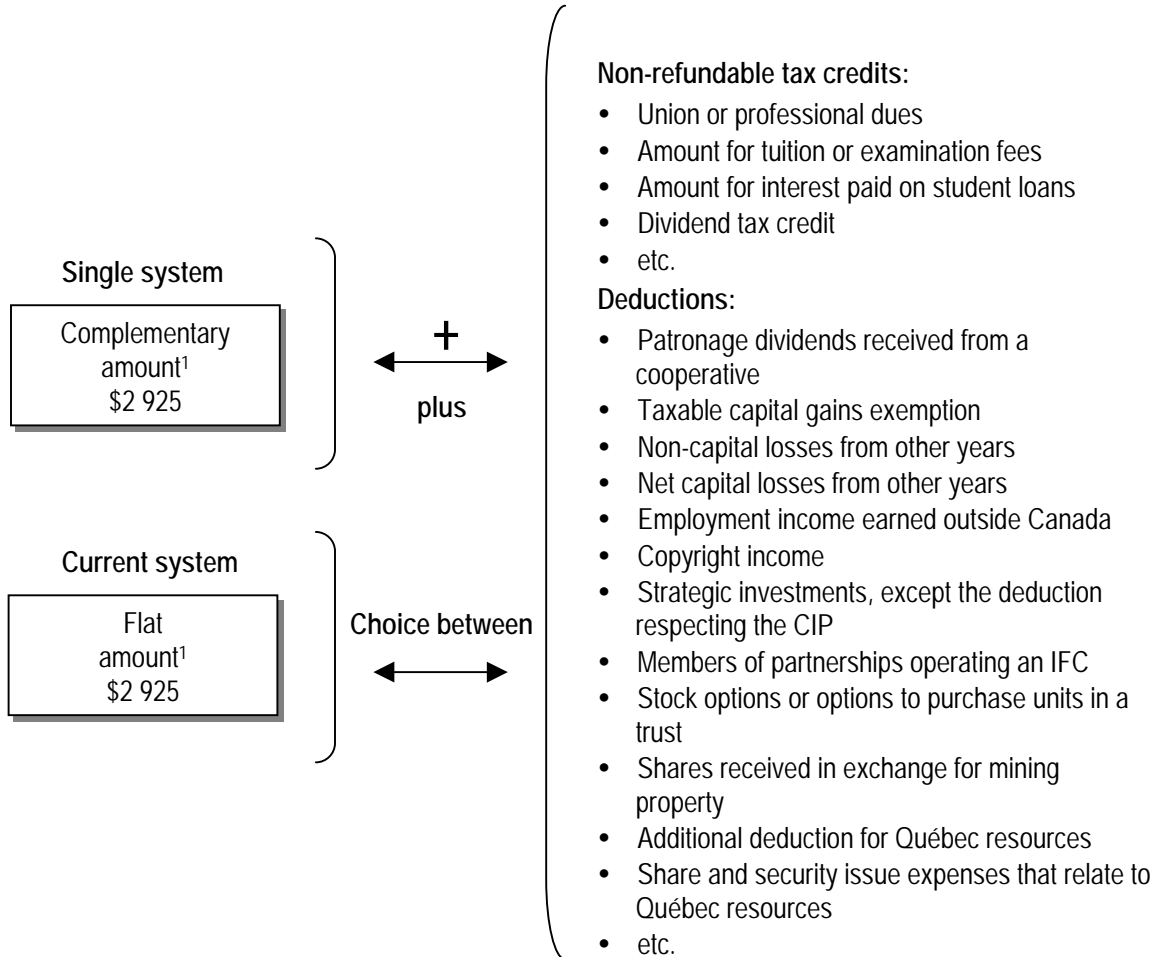 Single system
Complementary
amount¹
$2 925
+
plus
Current system
Flat
amount¹
$2 925
Choice between
Non-refundable tax credits:
• Union or professional dues
• Amount for tuition or examination fees
• Amount for interest paid on student loans
• Dividend tax credit
• etc.
Deductions:
• Patronage dividends received from a
cooperative
• Taxable capital gains exemption
• Non-capital losses from other years
• Net capital losses from other years
• Employment income earned outside Canada
• Copyright income
• Strategic investments, except the deduction
respecting the CIP
• Members of partnerships operating an IFC
• Stock options or options to purchase units in a
trust
• Shares received in exchange for mining
property
• Additional deduction for Québec resources
• Share and security issue expenses that relate to
Québec resources
• etc.